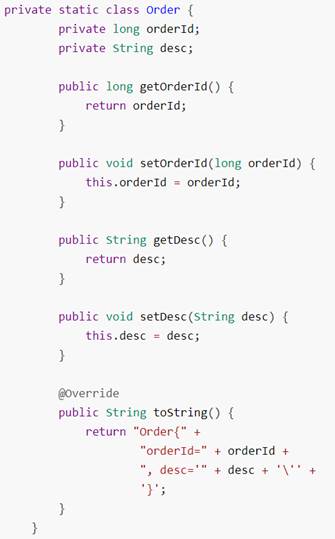 private static class Order {
        private long orderId;
        private String desc;

        public long getOrderId() {
            return orderId;
        }

        public void setOrderId(long orderId) {
            this.orderId = orderId;
        }

        public String getDesc() {
            return desc;
        }

        public void setDesc(String desc) {
            this.desc = desc;
        }

        @Override
        public String toString() {
            return "Order{" +
                    "orderId=" + orderId +
                    ", desc='" + desc + '\'' +
                    '}';
        }
    }